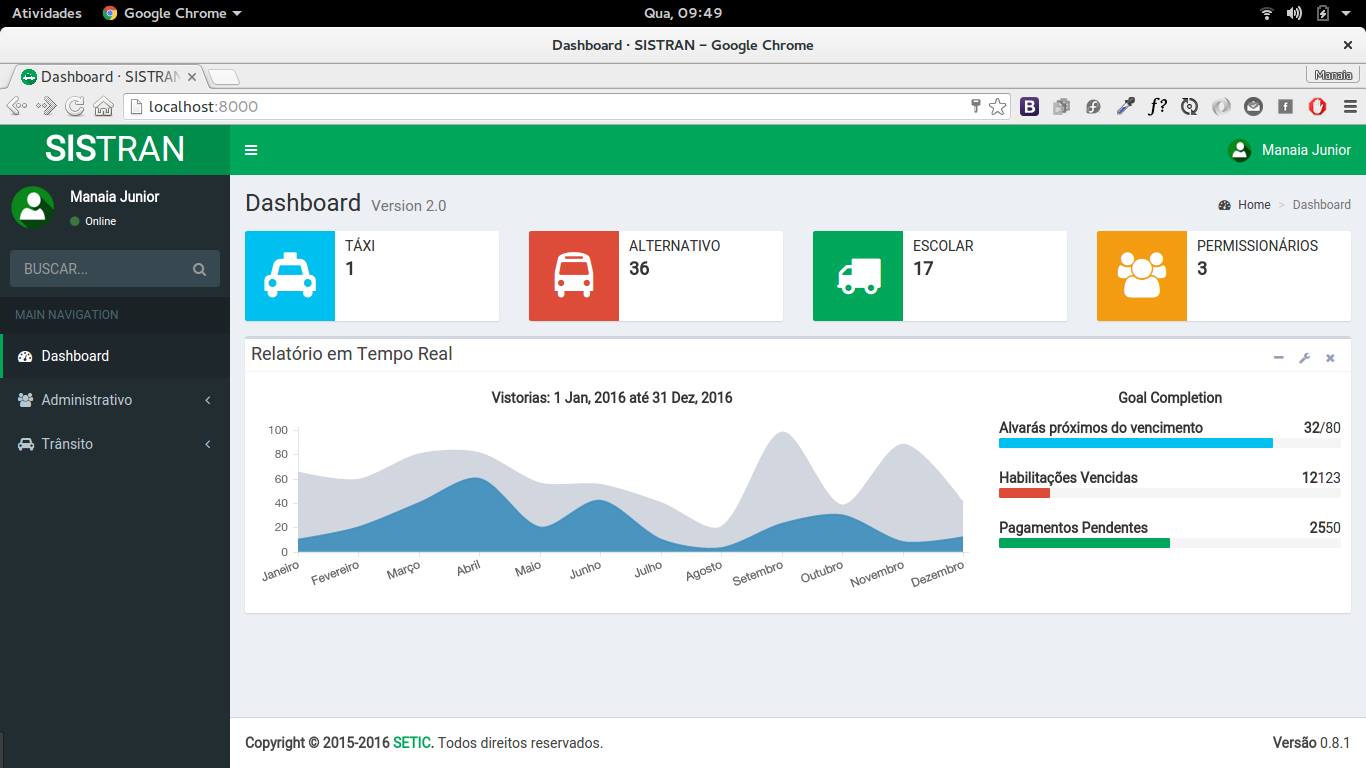 Atividades Google Chrome Qua, 09:49
Dashboard · SISTRAN - Google Chrome
Dashboard · SISTRAN Manaia
localhost:8000 B f f? f
SISTRAN Manaia Junior
Manaia Junior
Online
BUSCAR...
MAIN NAVIGATION
Dashboard
Administrativo
Trânsito
Dashboard Version 2.0 Home > Dashboard
TÁXI
1
ALTERNATIVO
36
ESCOLAR
17
PERMISSIONÁRIOS
3
Relatório em Tempo Real
Vistorias: 1 Jan, 2016 até 31 Dez, 2016
100
80
60
40
20
0
Janeiro Fevereiro Março Abril Maio Junho Julho Agosto Setembro Outubro Novembro Dezembro
Goal Completion
Alvarás próximos do vencimento 32/80
Habilitações Vencidas 12123
Pagamentos Pendentes 2550
Copyright © 2015-2016 SETIC. Todos direitos reservados. Versão 0.8.1